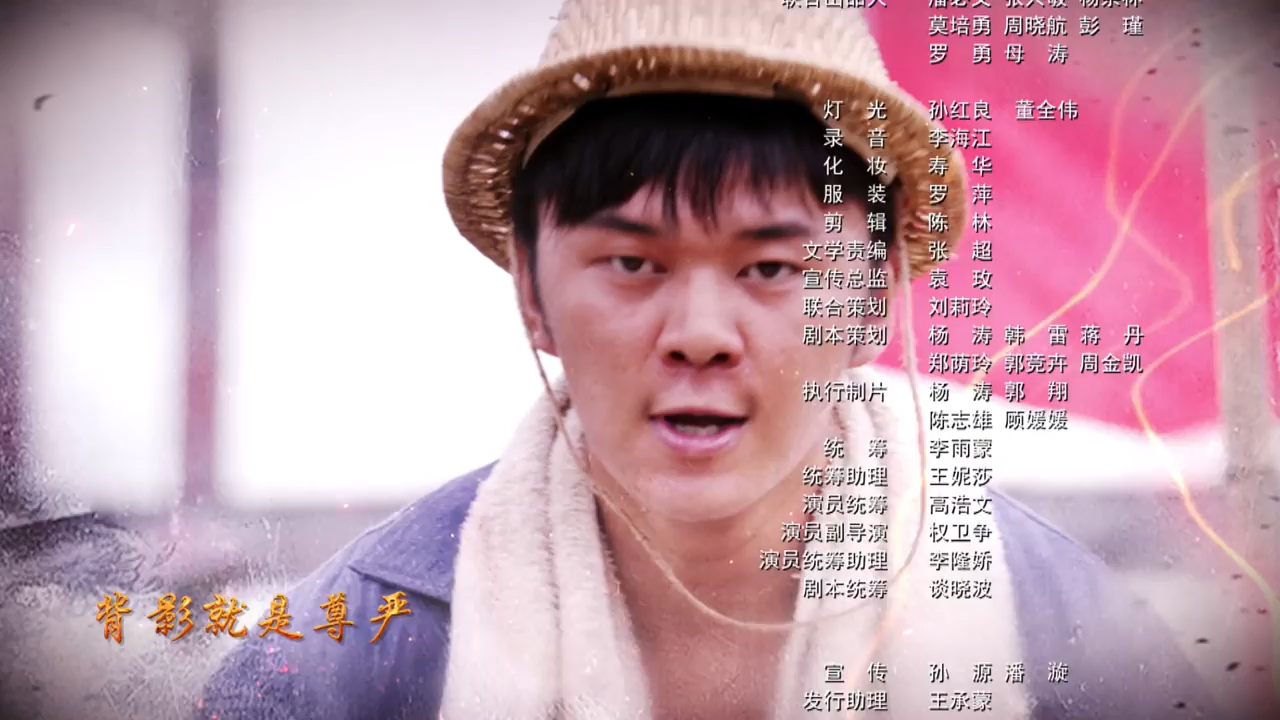 莫培勇 周晓航 彭 瑾
罗 勇 母 涛
灯 光 孙红良 董全伟
录 音 李海江
化 妆 寿 华
服 装 罗 萍
剪 辑 陈 林
文学责编 张 超
宣传总监 袁 玫
联合策划 刘莉玲
剧本策划 杨 涛 韩 雷 蒋 丹
郑荫玲 郭竞卉 周金凯
执行制片 杨 涛 郭 翔
陈志雄 顾媛媛
统 筹 李雨蒙
统筹助理 王妮莎
演员统筹 高浩文
演员副导演 权卫争
演员统筹助理 李隆娇
剧本统筹 谈晓波
背影就是尊严
宣 传 孙 源 潘 漩
发行助理 王承蒙